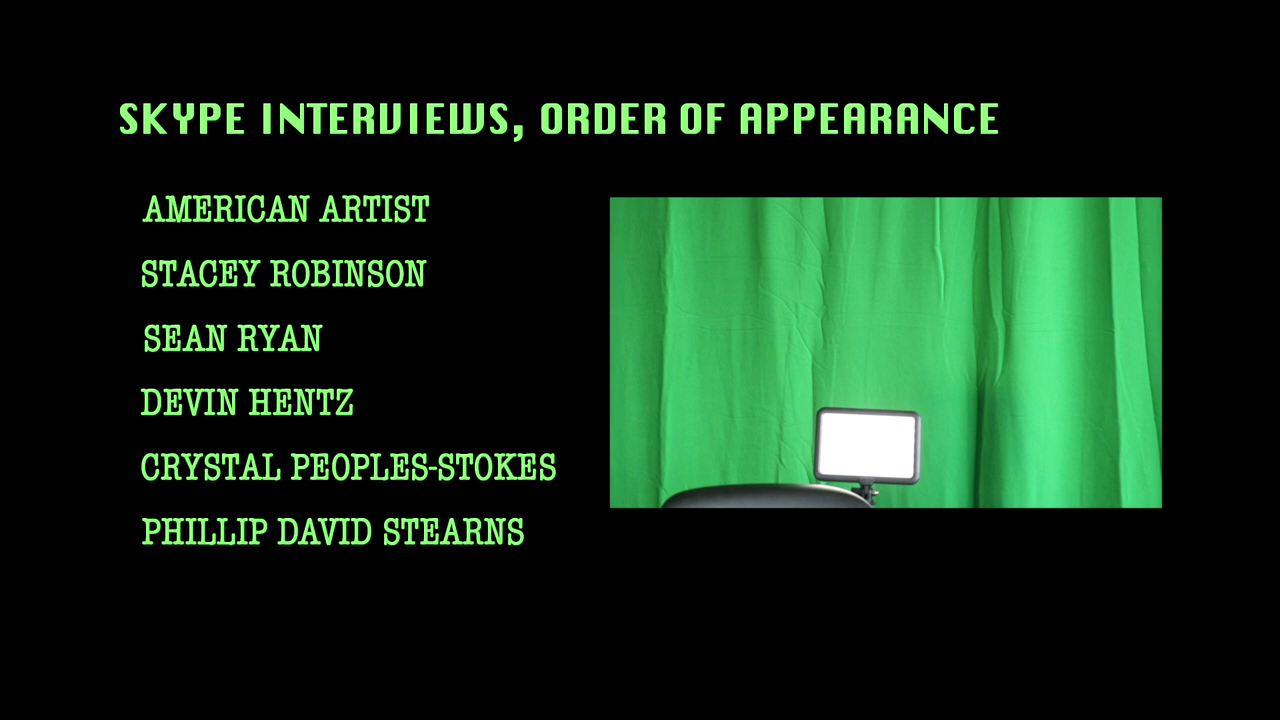 SKYPE INTERVIEWS, ORDER OF APPEARANCE
AMERICAN ARTIST
STACEY ROBINSON
SEAN RYAN
DEVIN HENTZ
CRYSTAL PEOPLES-STOKES
PHILLIP DAVID STEARNS